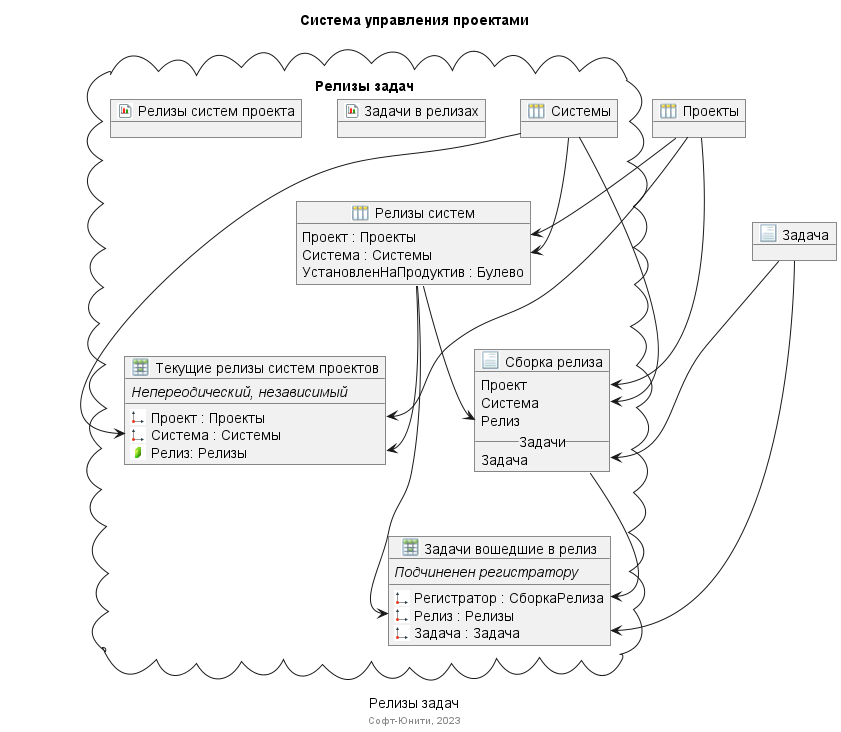 Система управления проектами
Релизы задач
Релизы систем проекта
Задачи в релизах
Системы
Проекты
Релизы систем
Проект : Проекты
Система : Системы
УстановленНаПродуктив : Булево
Задача
Текущие релизы систем проектов
Непереодический, независимый
Проект : Проекты
Система : Системы
Релиз: Релизы
Сборка релиза
Проект
Система
Релиз
Задачи
Задача
Задачи вошедшие в релиз
Подчиненен регистратору
Регистратор : СборкаРелиза
Релиз : Релизы
Задача : Задача
Релизы задач
Софт-Юнити, 2023